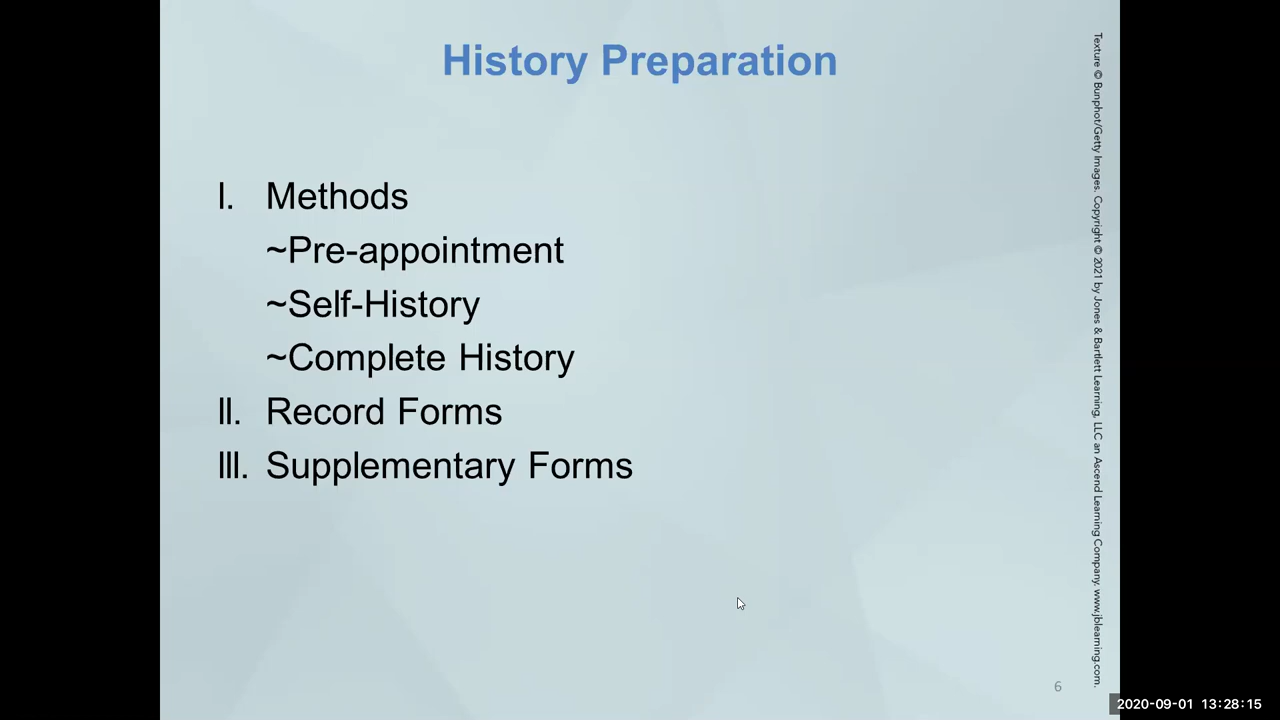 History Preparation
I. Methods
~Pre-appointment
~Self-History
~Complete History
II. Record Forms
III. Supplementary Forms
Texture © Bunphot/Getty Images. Copyright © 2021 by Jones & Bartlett Learning, LLC an Ascend Learning Company. www.jblearning.com.
6
2020-09-01 13:28:15